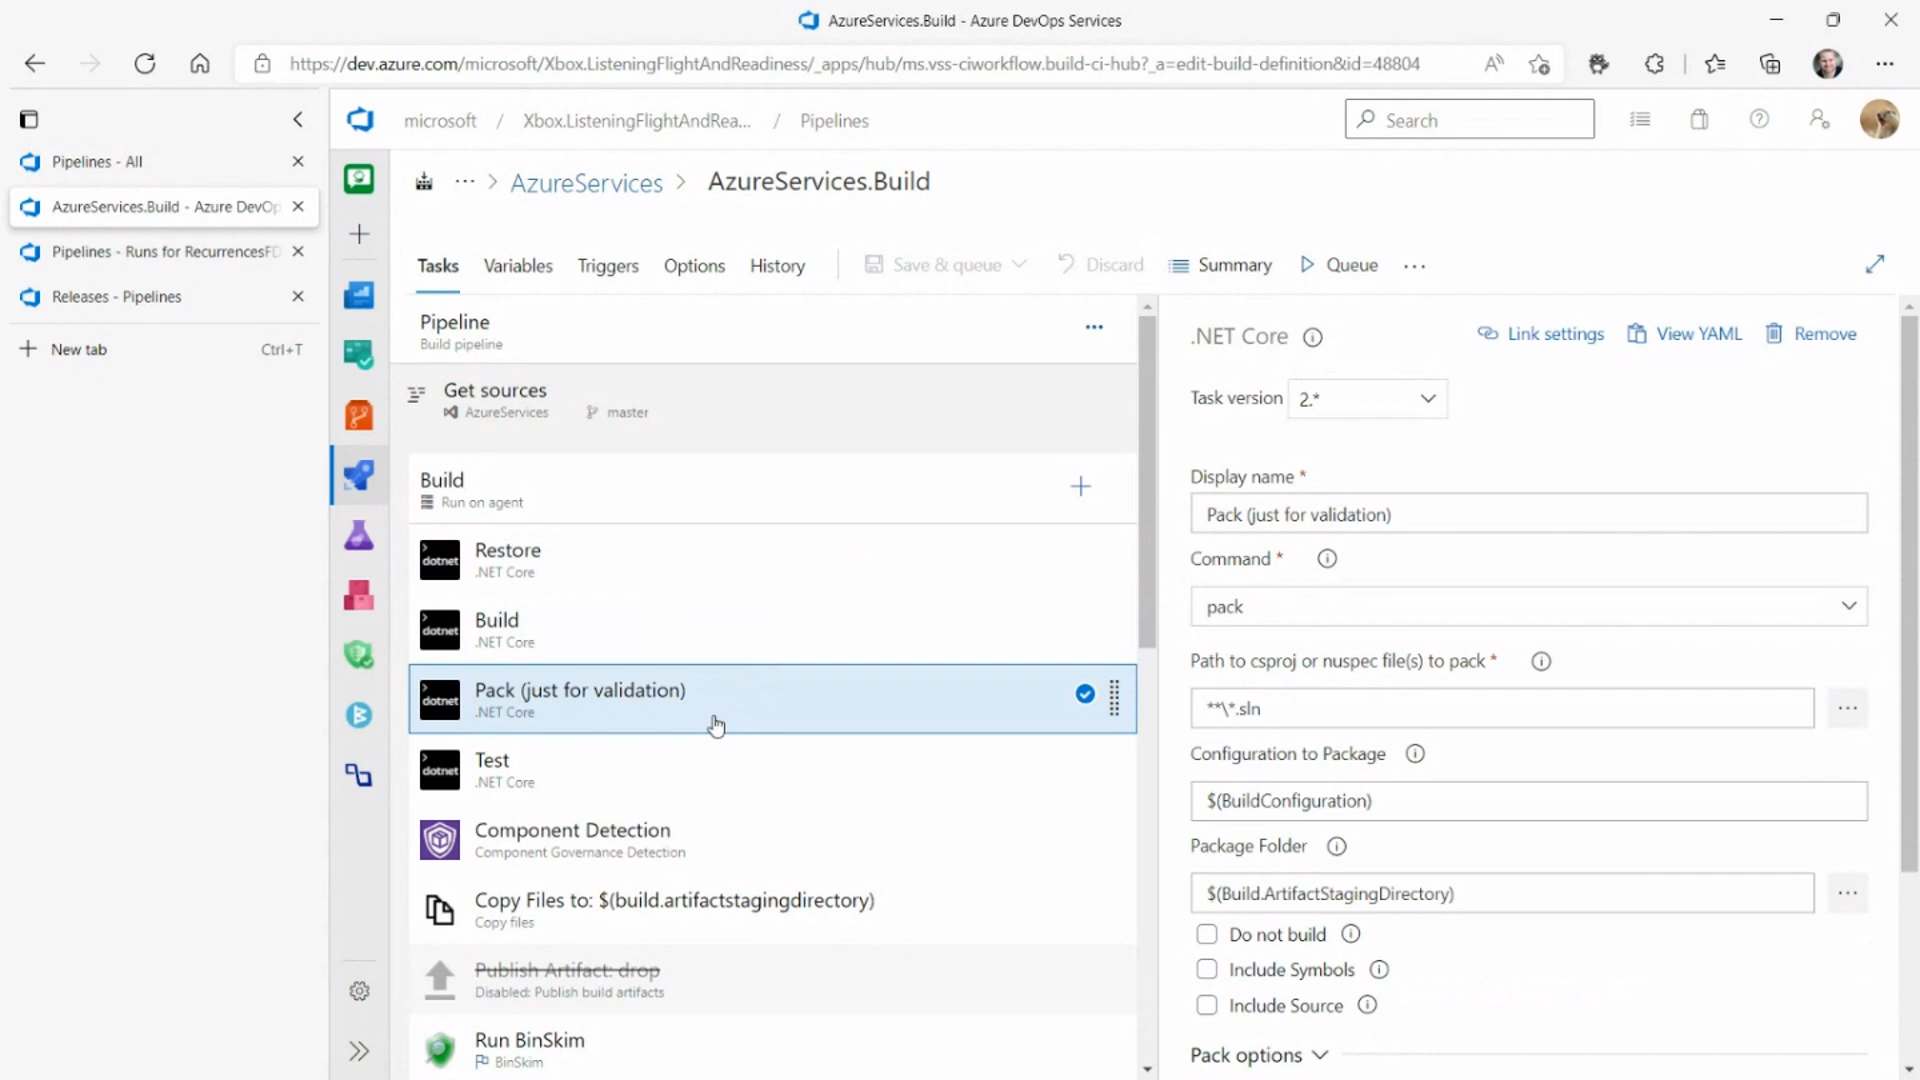 AzureServices.Build - Azure DevOps Services
https://dev.azure.com/microsoft/Xbox.ListeningFlightAndReadiness/_apps/hub/ms.vss-ciworkflow.build-ci-hub?_a=edit-build-definition&id=48804
Pipelines - All
AzureServices.Build - Azure DevOp
Pipelines - Runs for RecurrencesFD
Releases - Pipelines
New tab Ctrl+T
microsoft / Xbox.ListeningFlightAndRea... / Pipelines
Search
... > AzureServices > AzureServices.Build
Tasks Variables Triggers Options History Save & queue Discard Summary Queue ...
Pipeline
Build pipeline
Get sources
AzureServices master
Build
Run on agent
dotnet
Restore
.NET Core
dotnet
Build
.NET Core
dotnet
Pack (just for validation)
.NET Core
dotnet
Test
.NET Core
Component Detection
Component Governance Detection
Copy Files to: $(build.artifactstagingdirectory)
Copy files
Publish Artifact: drop
Disabled: Publish build artifacts
Run BinSkim
BinSkim
.NET Core
Link settings View YAML Remove
Task version 2.*
Display name *
Pack (just for validation)
Command *
pack
Path to csproj or nuspec file(s) to pack *
**\*.sln
Configuration to Package
$(BuildConfiguration)
Package Folder
$(Build.ArtifactStagingDirectory)
Do not build
Include Symbols
Include Source
Pack options